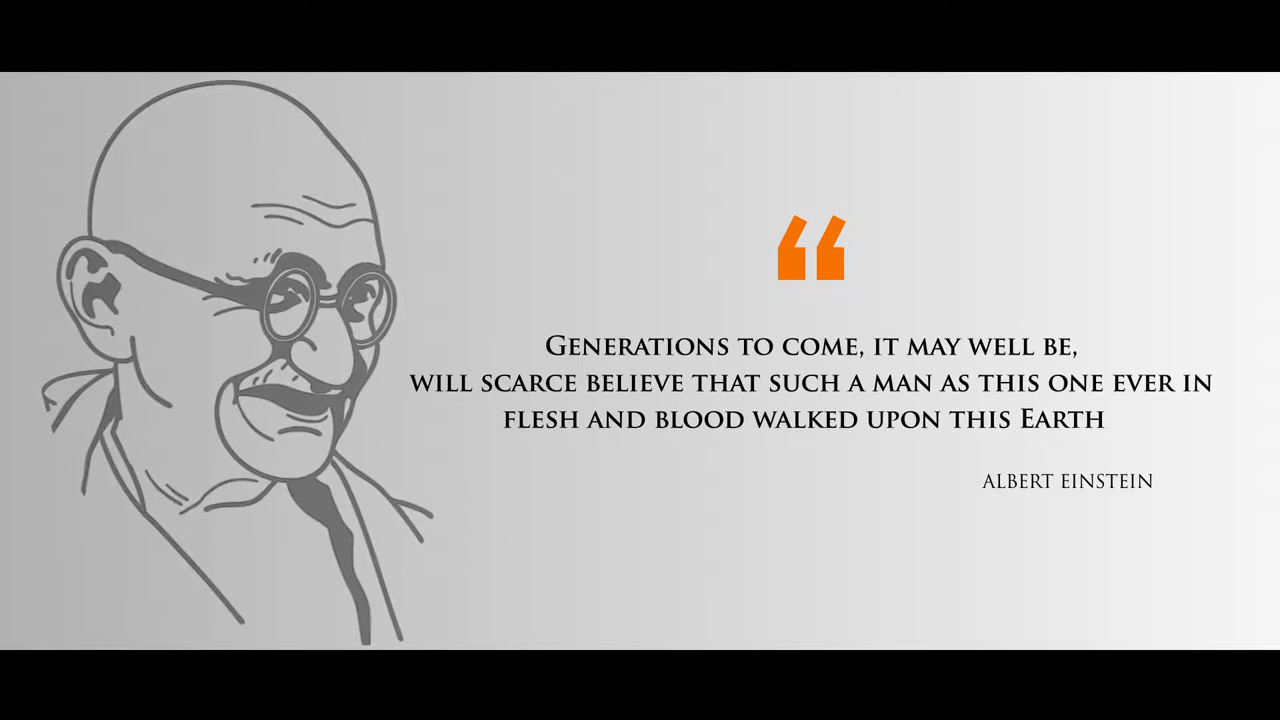 “
Generations to come, it may well be,
will scarce believe that such a man as this one ever in
flesh and blood walked upon this Earth
ALBERT EINSTEIN